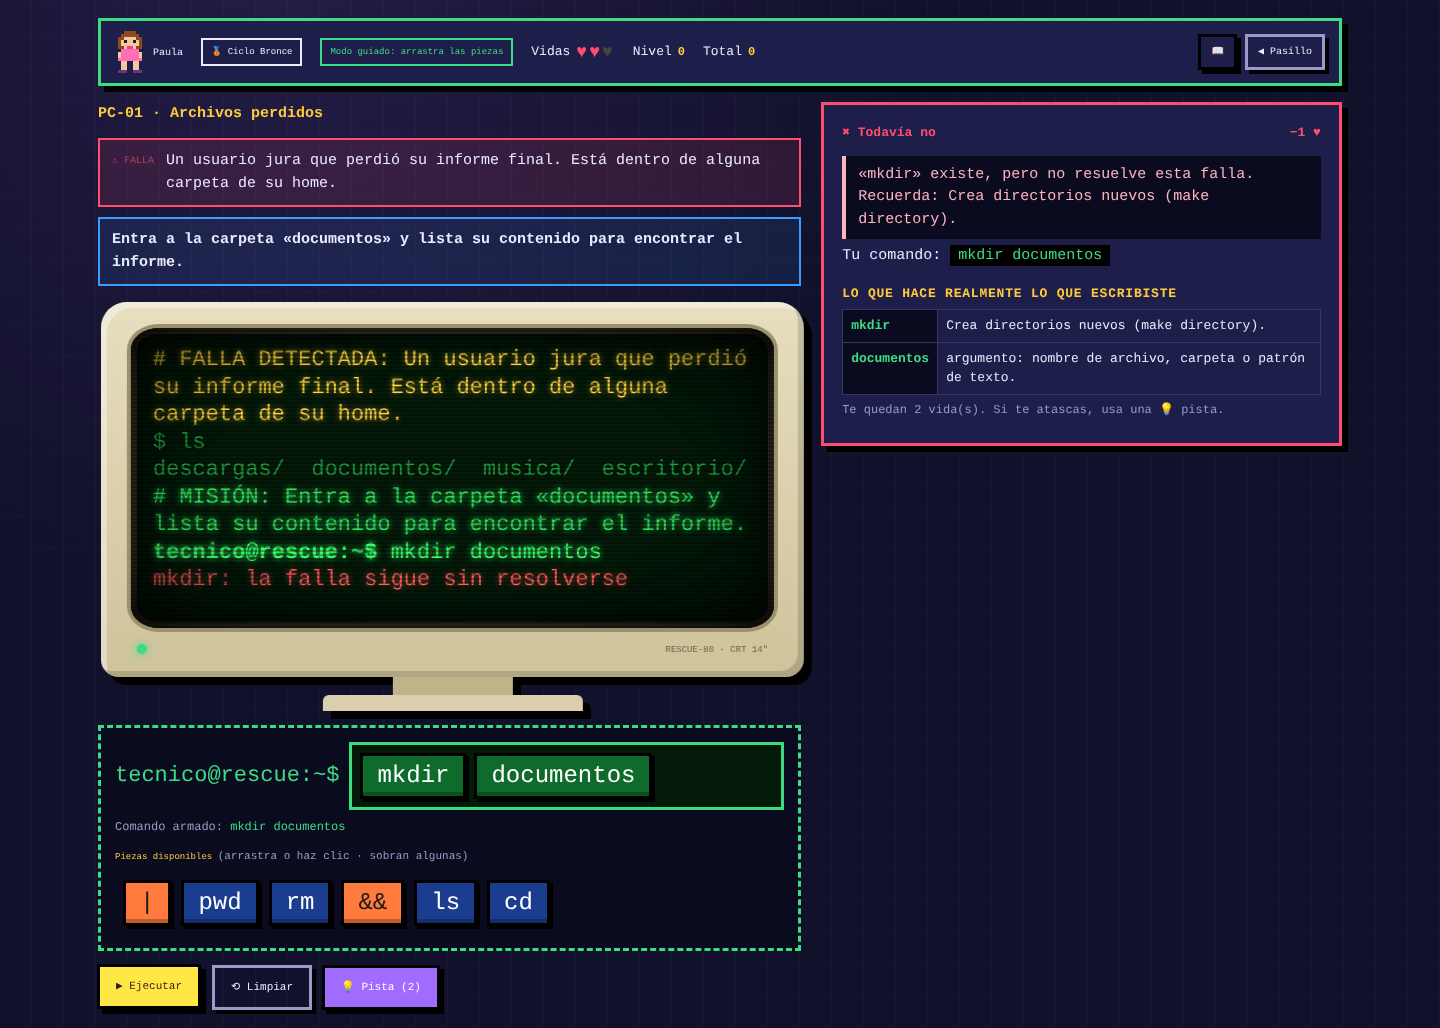 Paula
🏅 Ciclo Bronce
Modo guiado: arrastra las piezas
Vidas ♥♥♥
Nivel 0
Total 0
📖
◀ Pasillo
PC-01 · Archivos perdidos
⚠ FALLA Un usuario jura que perdió su informe final. Está dentro de alguna
carpeta de su home.
Entra a la carpeta «documentos» y lista su contenido para encontrar el
informe.
# FALLA DETECTADA: Un usuario jura que perdió
su informe final. Está dentro de alguna
carpeta de su home.
$ ls
descargas/  documentos/  musica/  escritorio/
# MISIÓN: Entra a la carpeta «documentos» y
lista su contenido para encontrar el informe.
tecnico@rescue:~$ mkdir documentos
mkdir: la falla sigue sin resolverse
RESCUE-80 · CRT 14"
tecnico@rescue:~$ mkdir documentos
Comando armado: mkdir documentos
Piezas disponibles (arrastra o haz clic · sobran algunas)
| pwd rm && ls cd
▶ Ejecutar
⟲ Limpiar
💡 Pista (2)
✖ Todavía no
−1 ♥
«mkdir» existe, pero no resuelve esta falla.
Recuerda: Crea directorios nuevos (make
directory).
Tu comando: mkdir documentos
LO QUE HACE REALMENTE LO QUE ESCRIBISTE
mkdir Crea directorios nuevos (make directory).
documentos argumento: nombre de archivo, carpeta o patrón
de texto.
Te quedan 2 vida(s). Si te atascas, usa una 💡 pista.